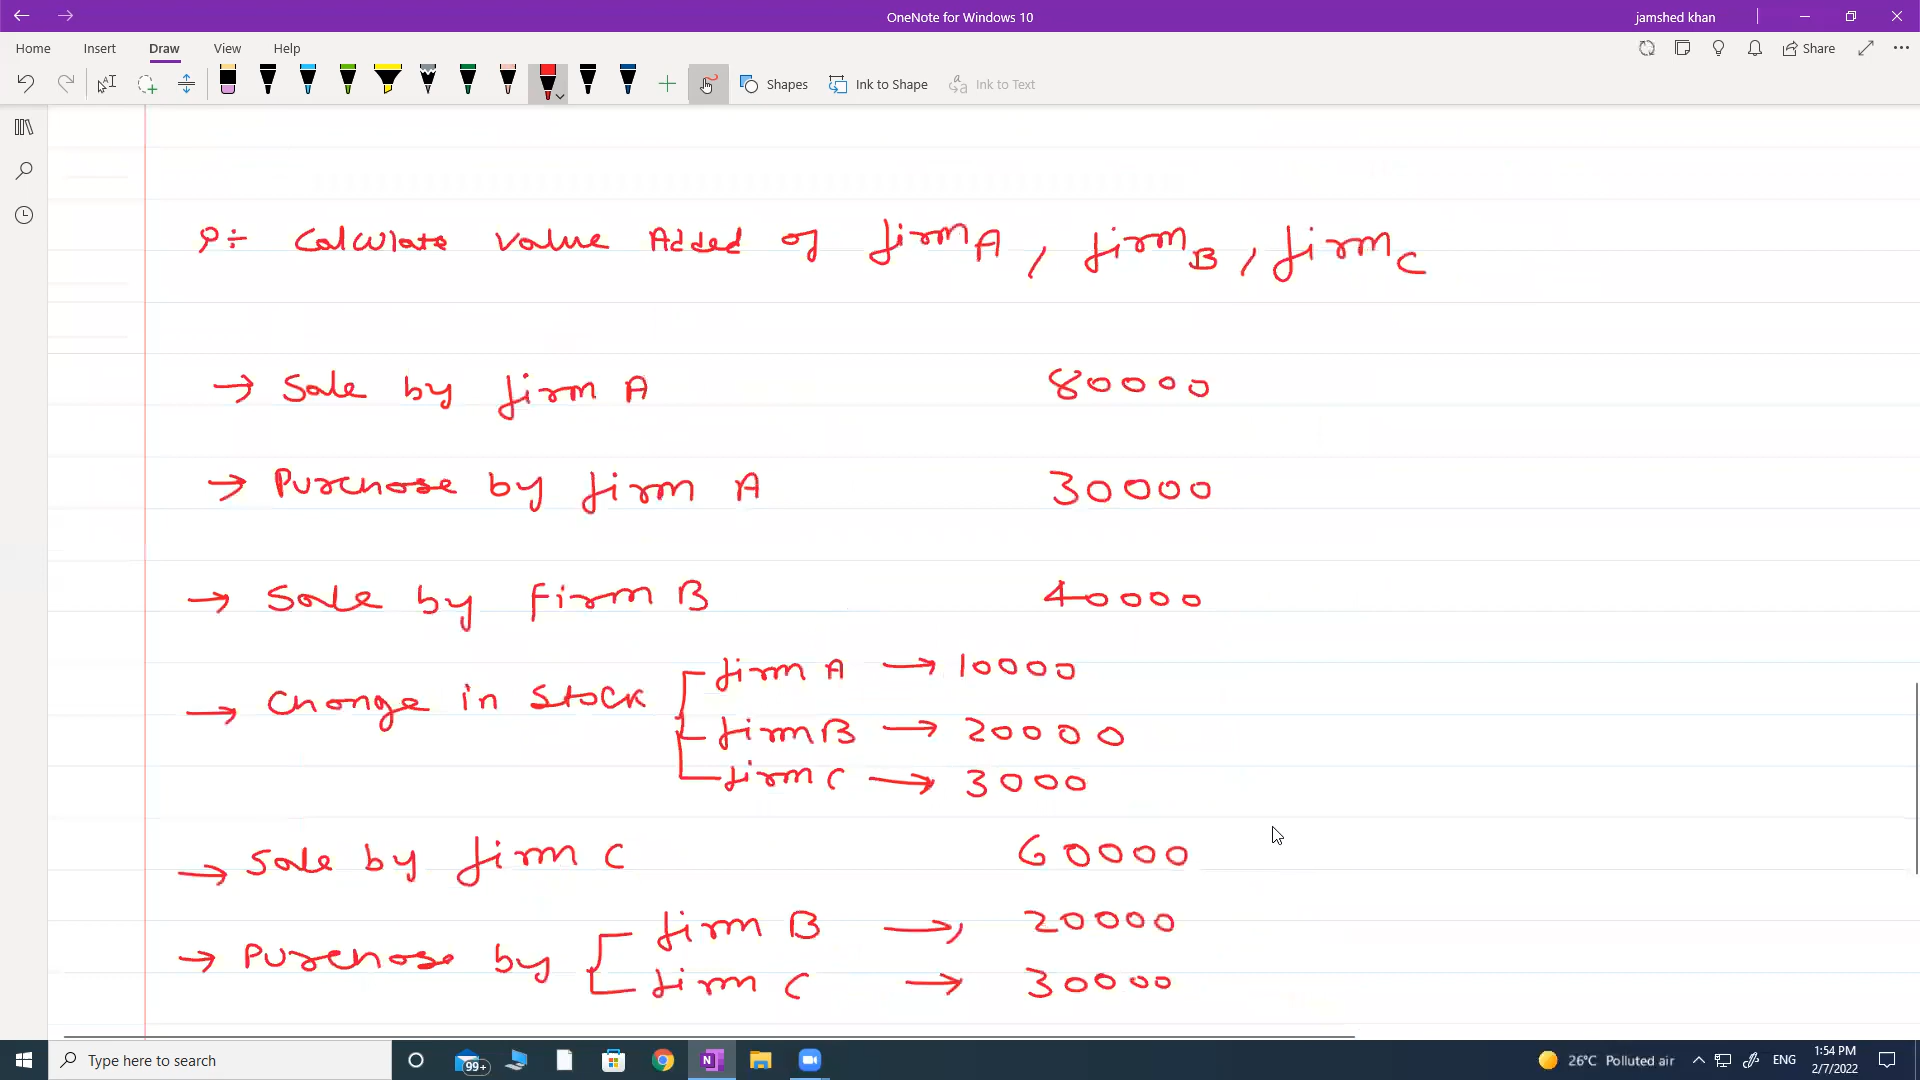 OneNote for Windows 10
jamshed khan
Home Insert Draw View Help
Share
Shapes Ink to Shape Ink to Text
Q÷ Calculate Value Added of firm A, firm B, firm C
→ Sale by firm A 80000
→ Purchase by firm A 30000
→ Sale by Firm B 40000
→ Change in Stock
firm A → 10000
firm B → 20000
firm C → 3000
→ Sale by firm C 60000
→ Purchase by
firm B → 20000
firm C → 30000
Type here to search
99+
26°C Polluted air
ENG
1:54 PM
2/7/2022